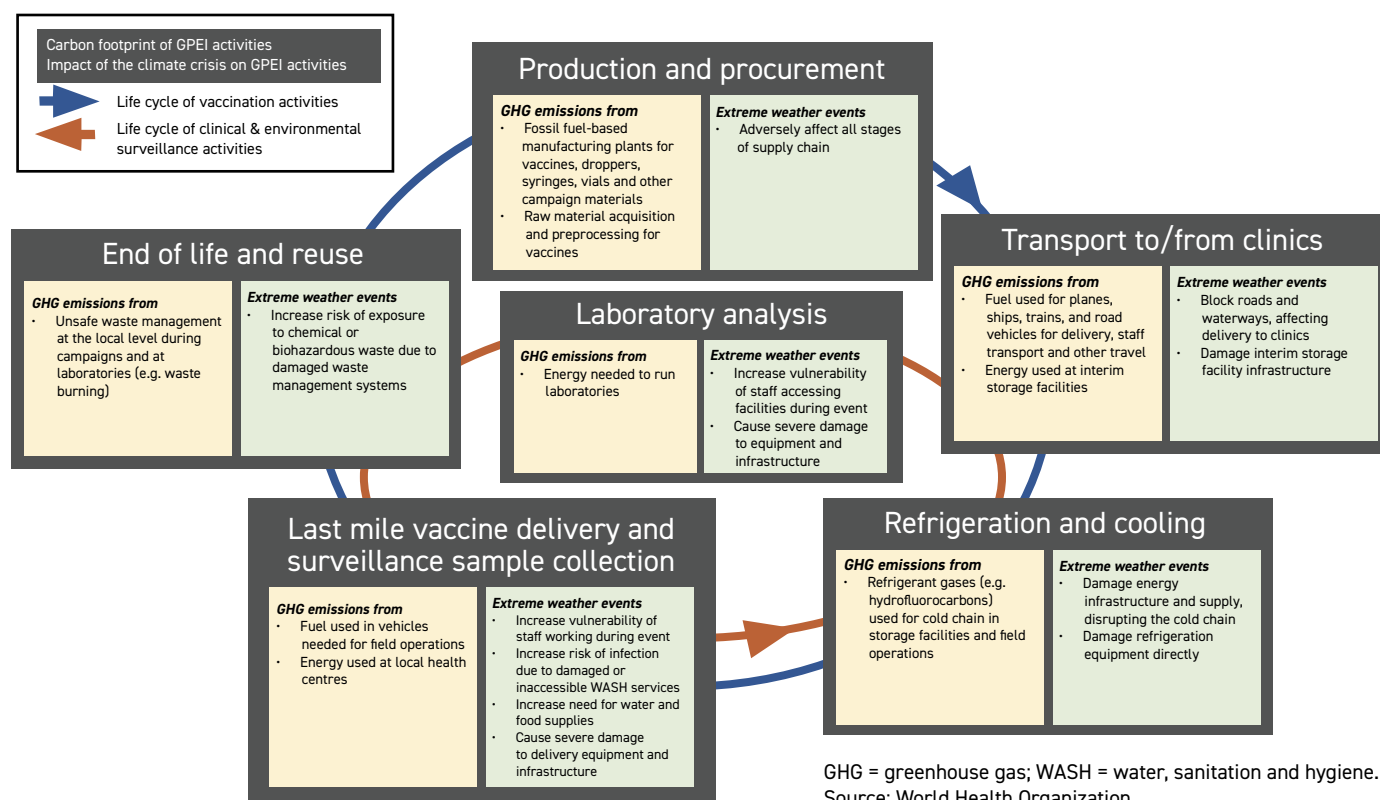 Carbon footprint of GPEI activities
Impact of the climate crisis on GPEI activities
Life cycle of vaccination activities
Life cycle of clinical & environmental
surveillance activities
Production and procurement
GHG emissions from
• Fossil fuel-based
manufacturing plants for
vaccines, droppers,
syringes, vials and other
campaign materials
• Raw material acquisition
and preprocessing for
vaccines
Extreme weather events
• Adversely affect all stages
of supply chain
Transport to/from clinics
GHG emissions from
• Fuel used for planes,
ships, trains, and road
vehicles for delivery, staff
transport and other travel
• Energy used at interim
storage facilities
Extreme weather events
• Block roads and
waterways, affecting
delivery to clinics
• Damage interim storage
facility infrastructure
End of life and reuse
GHG emissions from
• Unsafe waste management
at the local level during
campaigns and at
laboratories (e.g. waste
burning)
Extreme weather events
• Increase risk of exposure
to chemical or
biohazardous waste due to
damaged waste
management systems
Laboratory analysis
GHG emissions from
• Energy needed to run
laboratories
Extreme weather events
• Increase vulnerability
of staff accessing
facilities during event
• Cause severe damage
to equipment and
infrastructure
Last mile vaccine delivery and
surveillance sample collection
GHG emissions from
• Fuel used in vehicles
needed for field operations
• Energy used at local health
centres
Extreme weather events
• Increase vulnerability of
staff working during event
• Increase risk of infection
due to damaged or
inaccessible WASH services
• Increase need for water and
food supplies
• Cause severe damage
to delivery equipment and
infrastructure
Refrigeration and cooling
GHG emissions from
• Refrigerant gases (e.g.
hydrofluorocarbons)
used for cold chain in
storage facilities and field
operations
Extreme weather events
• Damage energy
infrastructure and supply,
disrupting the cold chain
• Damage refrigeration
equipment directly
GHG = greenhouse gas; WASH = water, sanitation and hygiene.
Source: World Health Organization